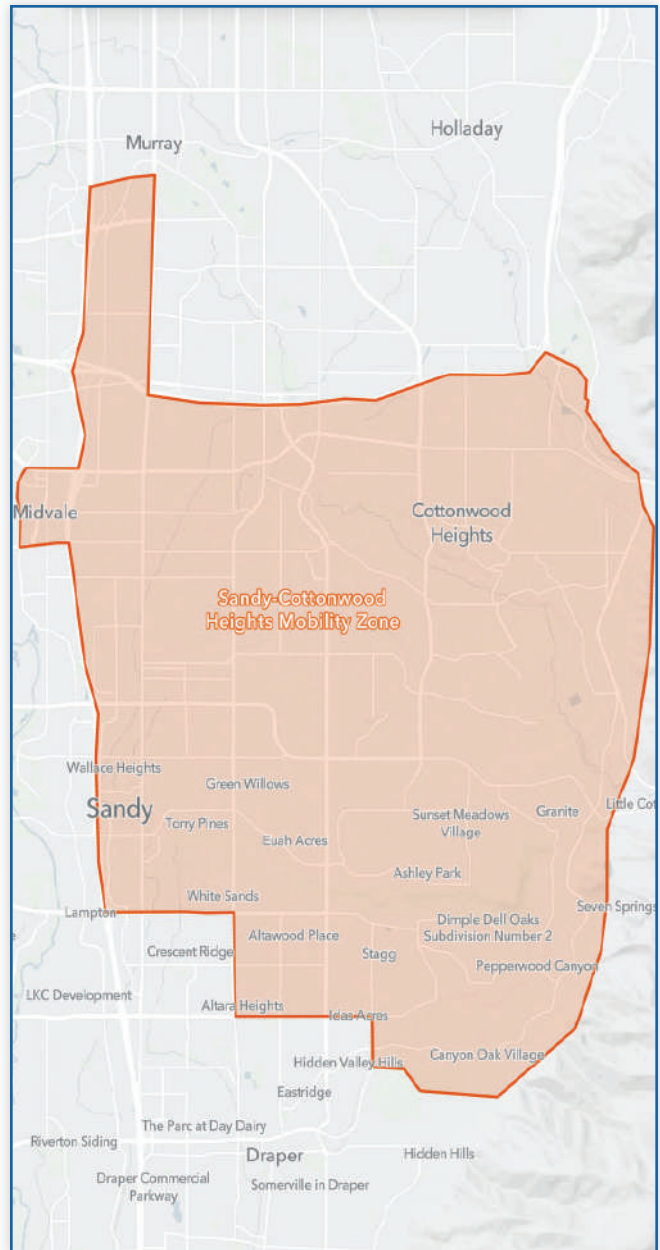 Holladay
Murray
Midvale
Cottonwood
Heights
Sandy-Cottonwood
Heights Mobility Zone
Wallace Heights
Green Willows
Sandy
Torry Pines
Euah Acres
Sunset Meadows
Village
Granite
Little Cot
Ashley Park
White Sands
Lampton
Seven Springs
Dimple Dell Oaks
Subdivision Number 2
Altawood Place
Crescent Ridge
Stagg
Pepperwood Canyon
LKC Development
Altara Heights
Idas Acres
Hidden Valley Hills
Canyon Oak Village
Eastridge
The Parc at Day Dairy
Riverton Siding
Draper
Hidden Hills
Draper Commercial
Parkway
Somerville in Draper